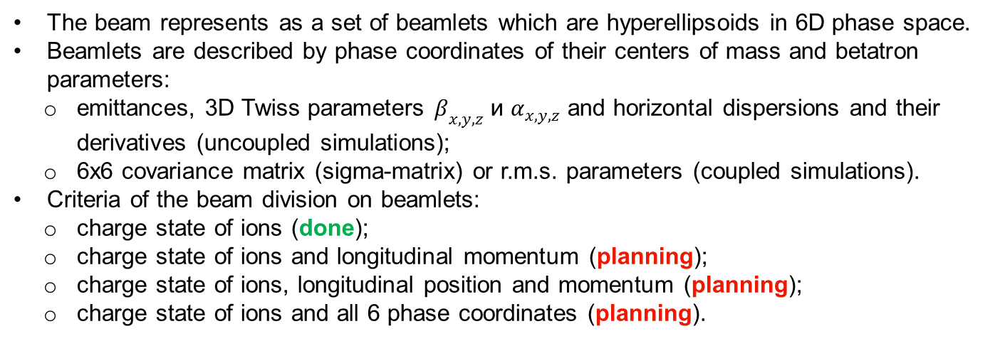 • The beam represents as a set of beamlets which are hyperellipsoids in 6D phase space.
• Beamlets are described by phase coordinates of their centers of mass and betatron
parameters:
o emittances, 3D Twiss parameters 𝛽x,y,z и 𝛼x,y,z and horizontal dispersions and their
derivatives (uncoupled simulations);
o 6x6 covariance matrix (sigma-matrix) or r.m.s. parameters (coupled simulations).
• Criteria of the beam division on beamlets:
o charge state of ions (done);
o charge state of ions and longitudinal momentum (planning);
o charge state of ions, longitudinal position and momentum (planning);
o charge state of ions and all 6 phase coordinates (planning).